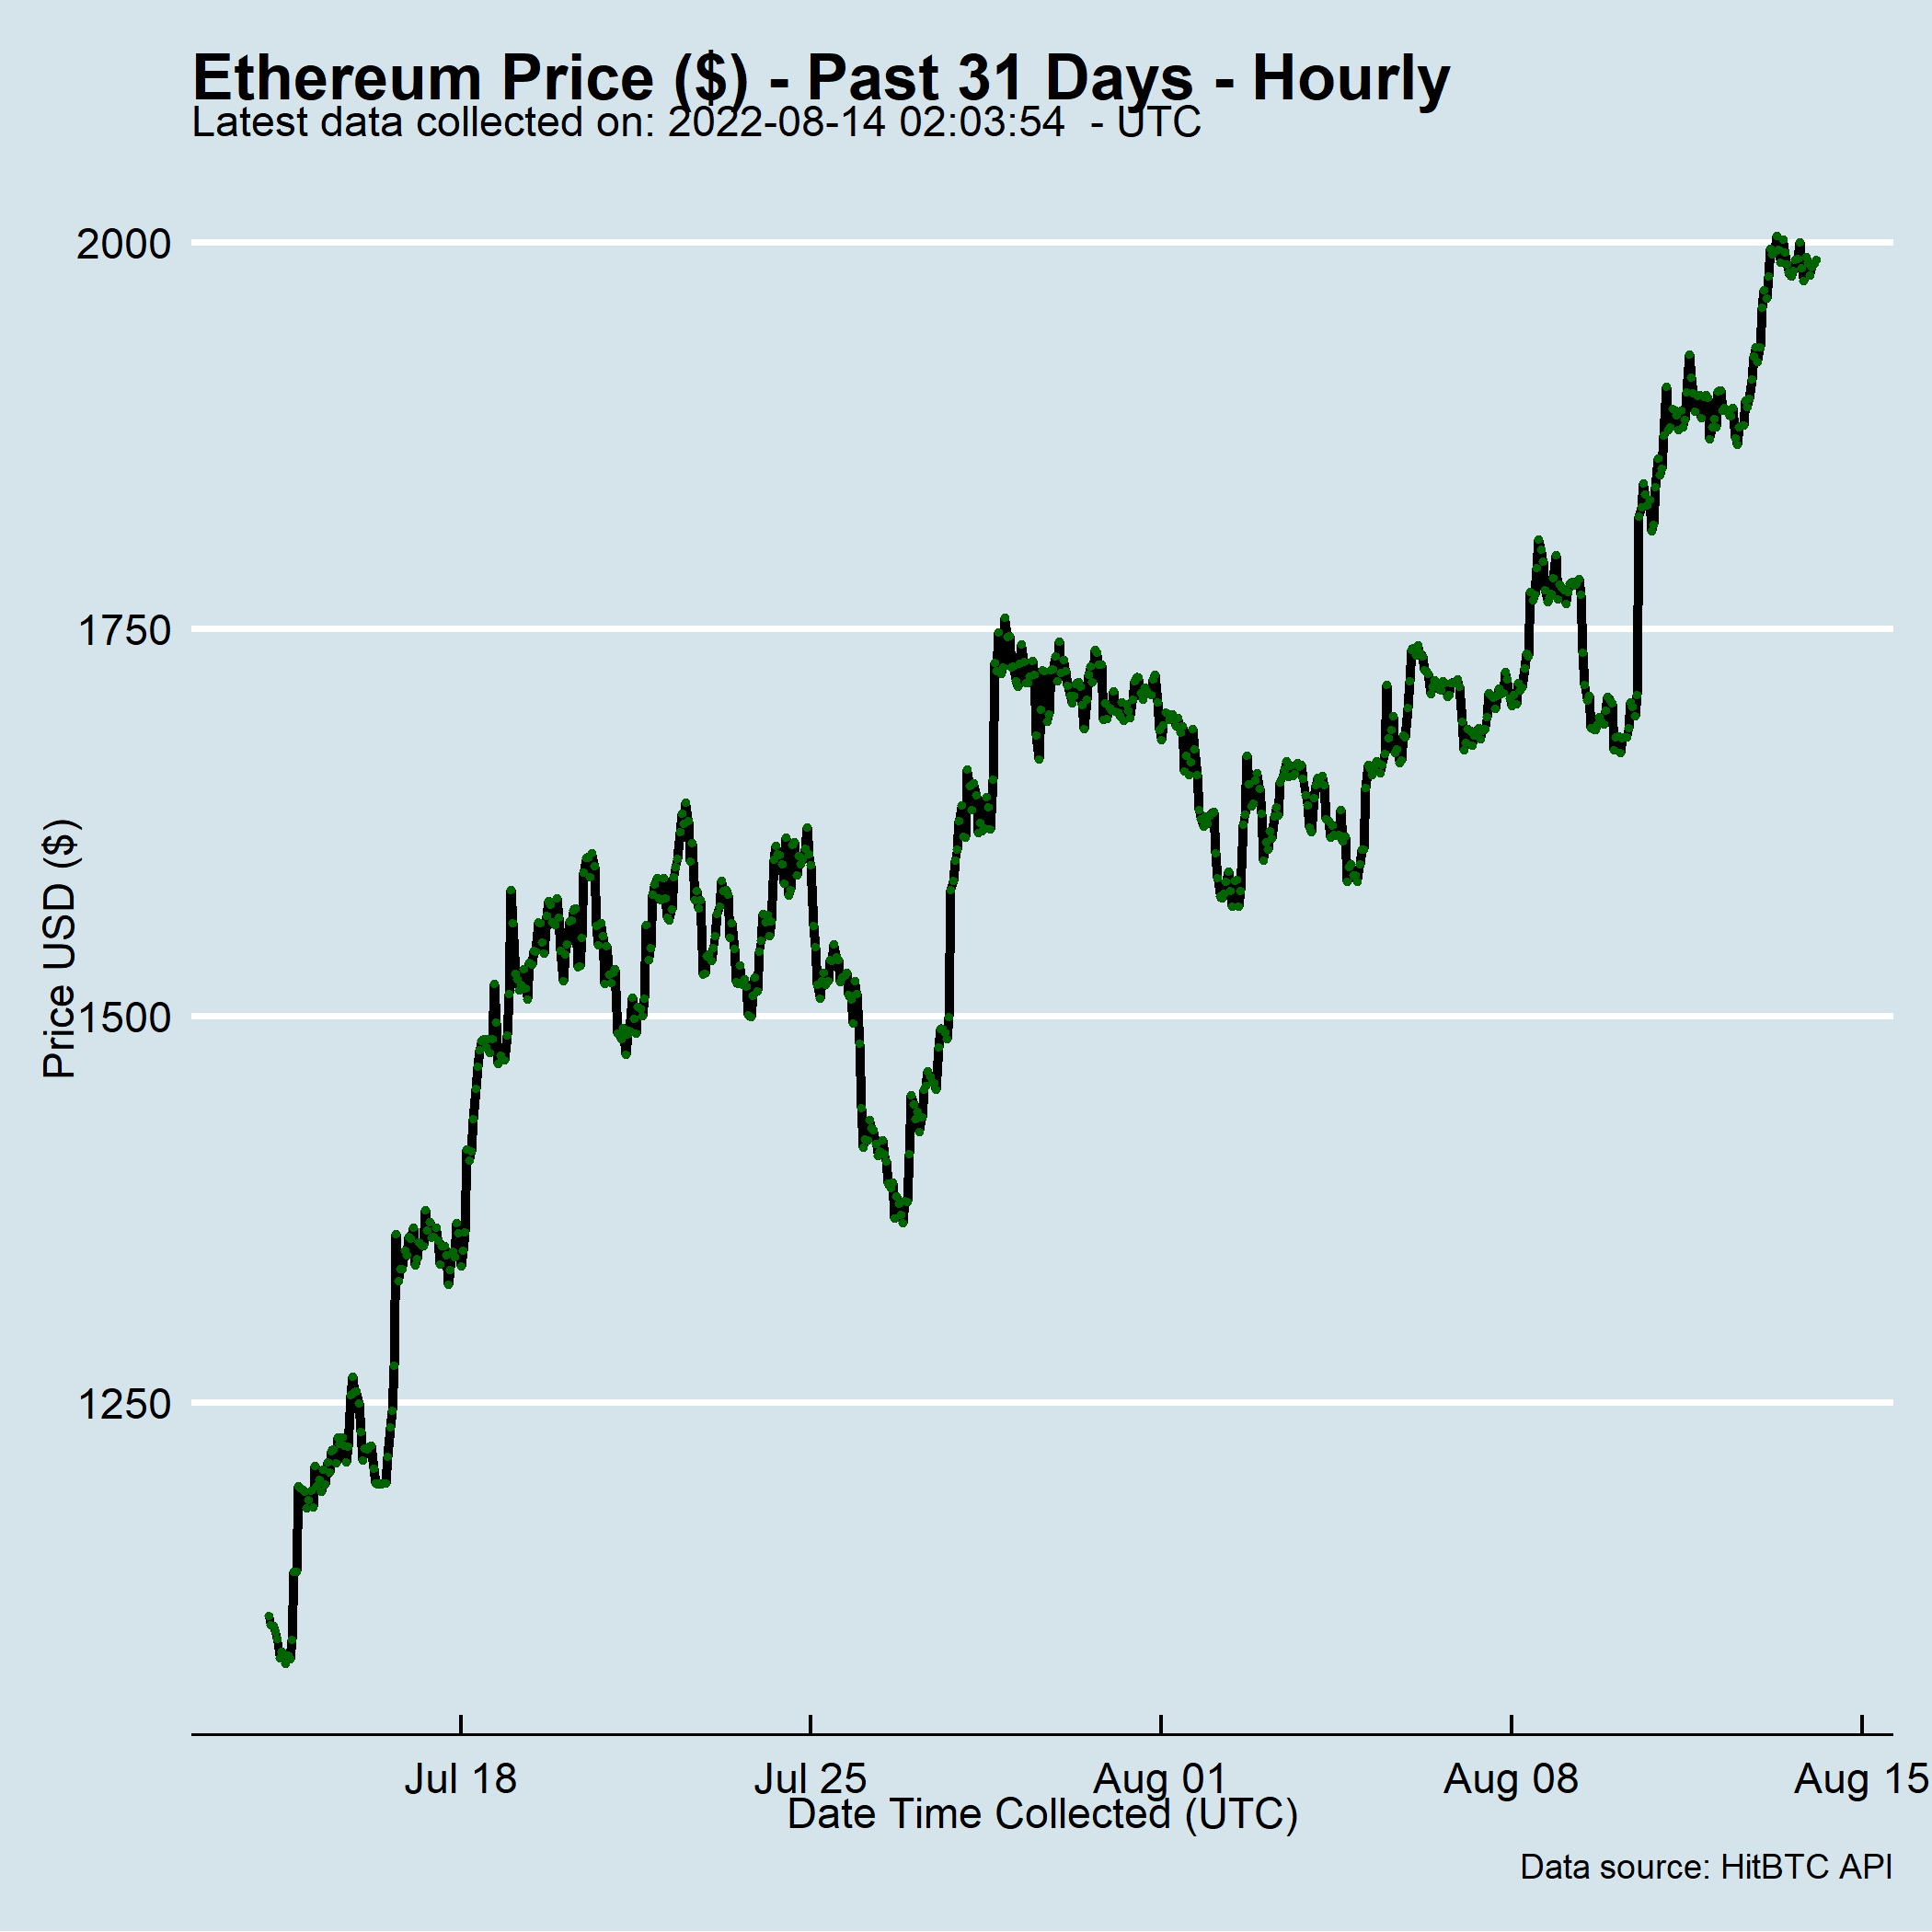 Ethereum Price ($) - Past 31 Days - Hourly
Latest data collected on: 2022-08-14 02:03:54  - UTC
2000
1750
1500
1250
Price USD ($)
Jul 18
Jul 25
Aug 01
Aug 08
Aug 15
Date Time Collected (UTC)
Data source: HitBTC API